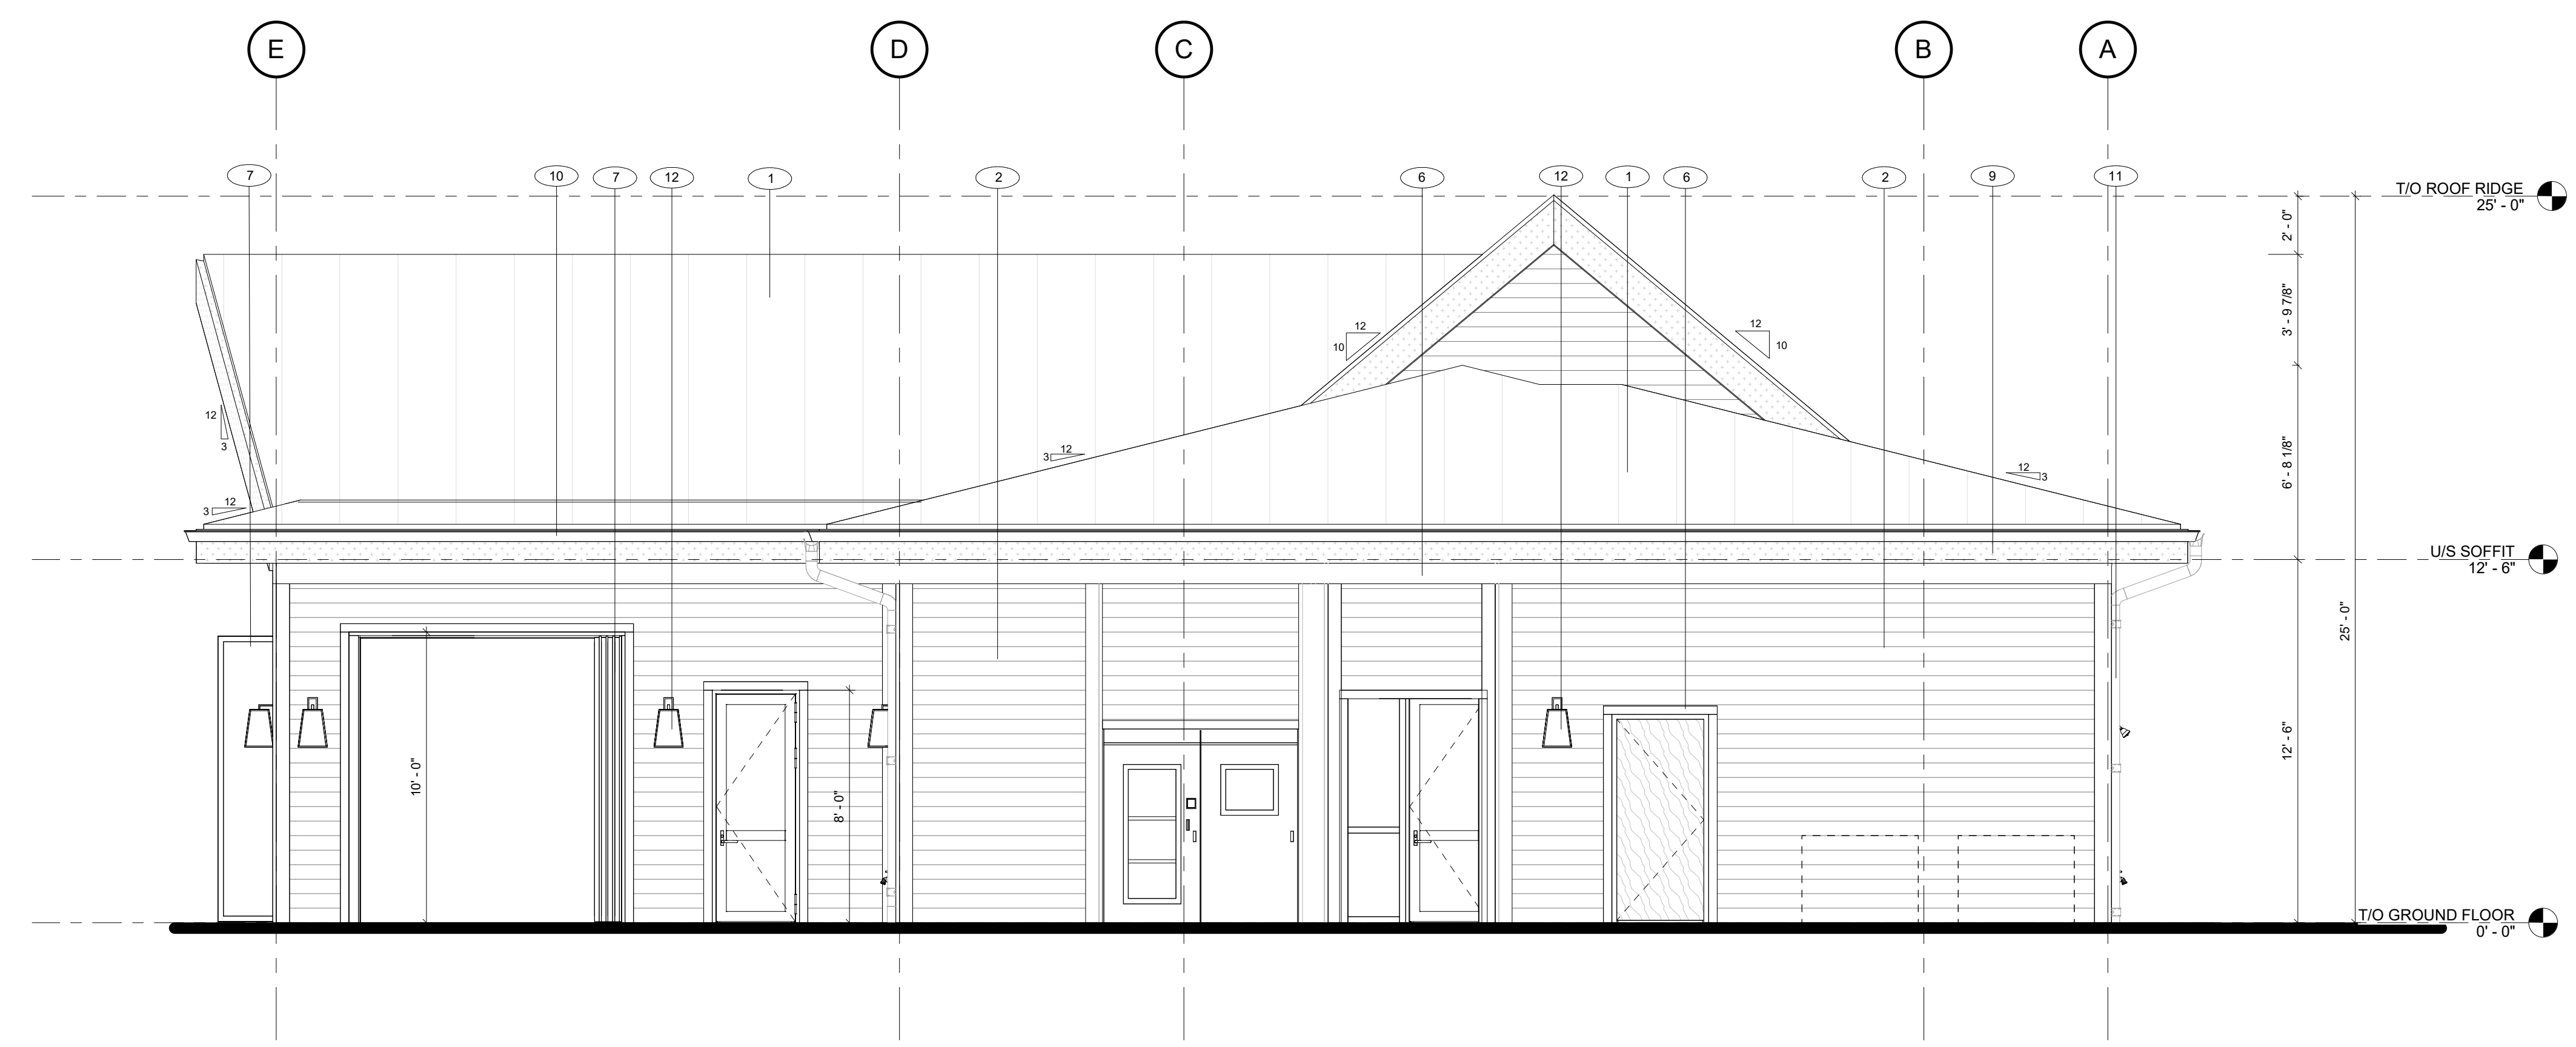 E D C B A
7 10 7 12 1 2 6 12 1 6 2 9 11
T/O ROOF RIDGE
25' - 0"
2' - 0"
3' - 9 7/8"
12
10
12
10
12
3
12
3
12
3
12
3
6' - 8 1/8"
25' - 0"
U/S SOFFIT
12' - 6"
12' - 6"
10' - 0"
8' - 0"
T/O GROUND FLOOR
0' - 0"